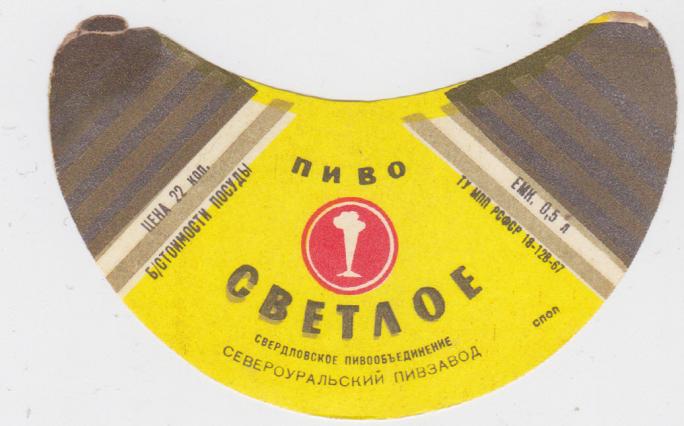 ПИВО
СВЕТЛОЕ
СВЕРДЛОВСКОЕ ПИВООБЪЕДИНЕНИЕ
СЕВЕРОУРАЛЬСКИЙ ПИВЗАВОД
ЦЕНА 22 КОП.
Б/СТОИМОСТИ ПОСУДЫ
ЕМК. 0,5 Л
ТУ МПП РСФСР 18-128-67
СПОП